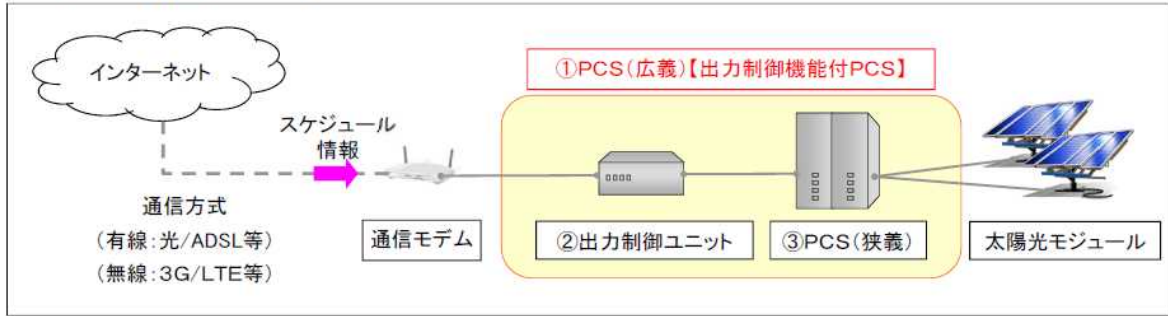 インターネット
スケジュール
情報
通信方式
(有線:光/ADSL等)
(無線:3G/LTE等)
通信モデム
①PCS(広義)【出力制御機能付PCS】
②出力制御ユニット
③PCS(狭義)
太陽光モジュール